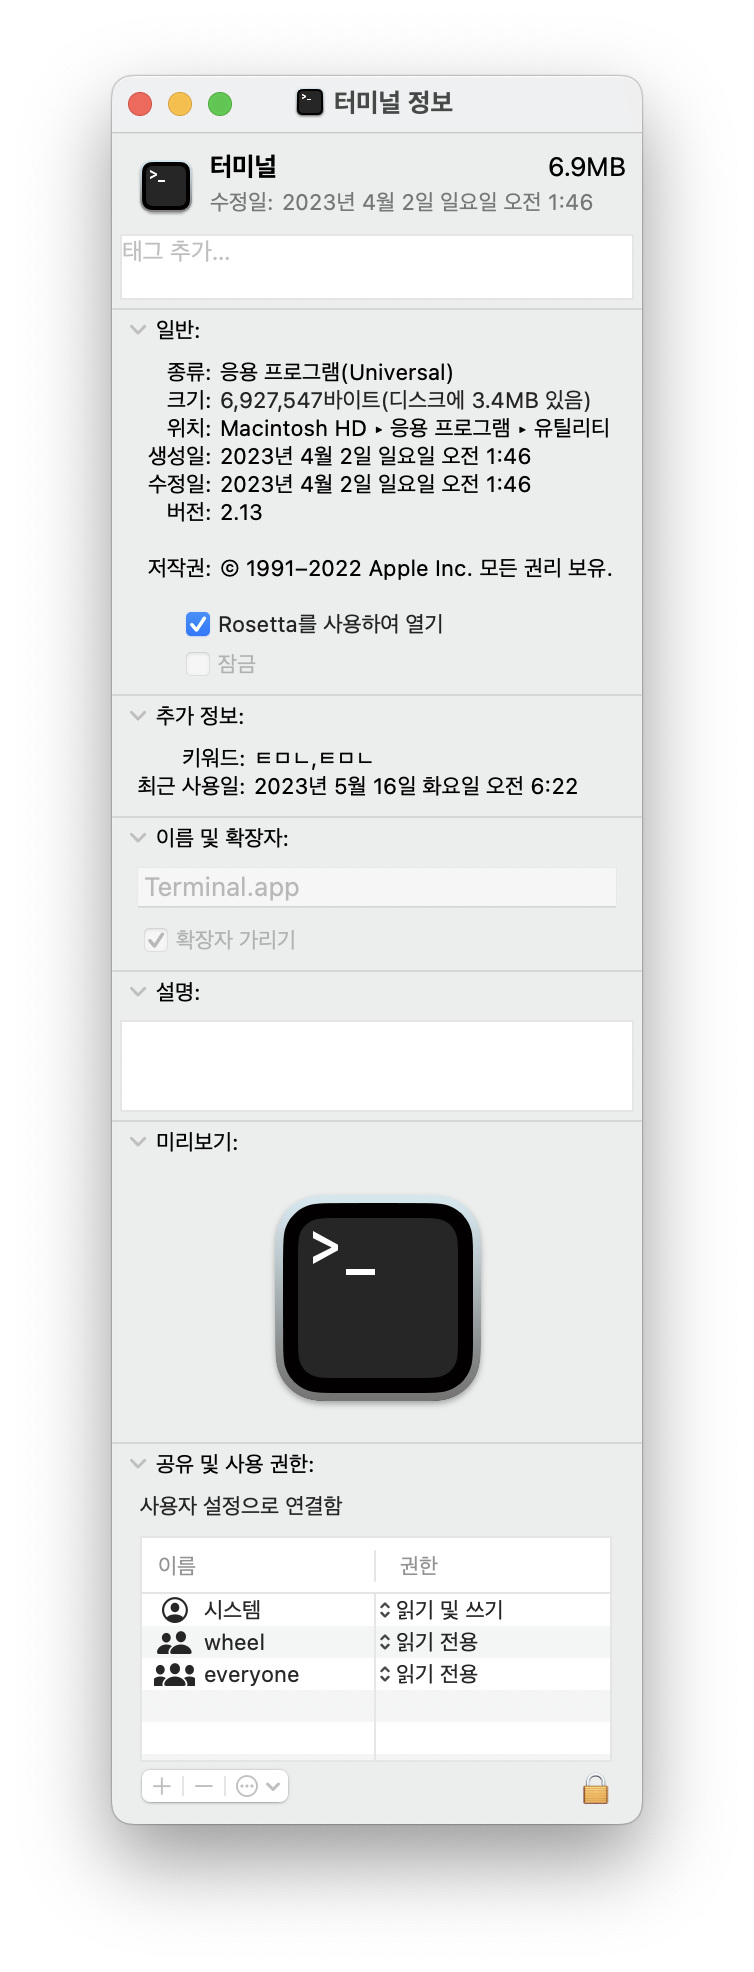 터미널 정보
터미널 6.9MB
수정일: 2023년 4월 2일 일요일 오전 1:46
태그 추가...
일반:
종류: 응용 프로그램(Universal)
크기: 6,927,547바이트(디스크에 3.4MB 있음)
위치: Macintosh HD ▸ 응용 프로그램 ▸ 유틸리티
생성일: 2023년 4월 2일 일요일 오전 1:46
수정일: 2023년 4월 2일 일요일 오전 1:46
버전: 2.13
저작권: © 1991–2022 Apple Inc. 모든 권리 보유.
Rosetta를 사용하여 열기
잠금
추가 정보:
키워드: ㅌㅁㄴ,ㅌㅁㄴ
최근 사용일: 2023년 5월 16일 화요일 오전 6:22
이름 및 확장자:
Terminal.app
확장자 가리기
설명:
미리보기:
>_
공유 및 사용 권한:
사용자 설정으로 연결함
이름 권한
시스템 읽기 및 쓰기
wheel 읽기 전용
everyone 읽기 전용